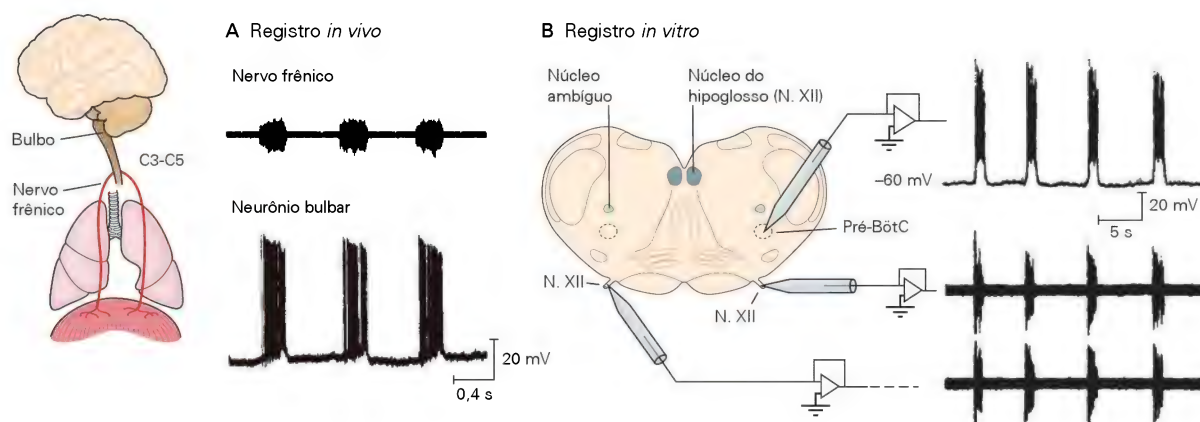 A Registro in vivo
Nervo frênico
Neurônio bulbar
20 mV
0,4 s
Bulbo
C3-C5
Nervo
frênico
B Registro in vitro
Núcleo
ambíguo
Núcleo do
hipoglosso (N. XII)
Pré-BötC
N. XII
N. XII
–60 mV
20 mV
5 s